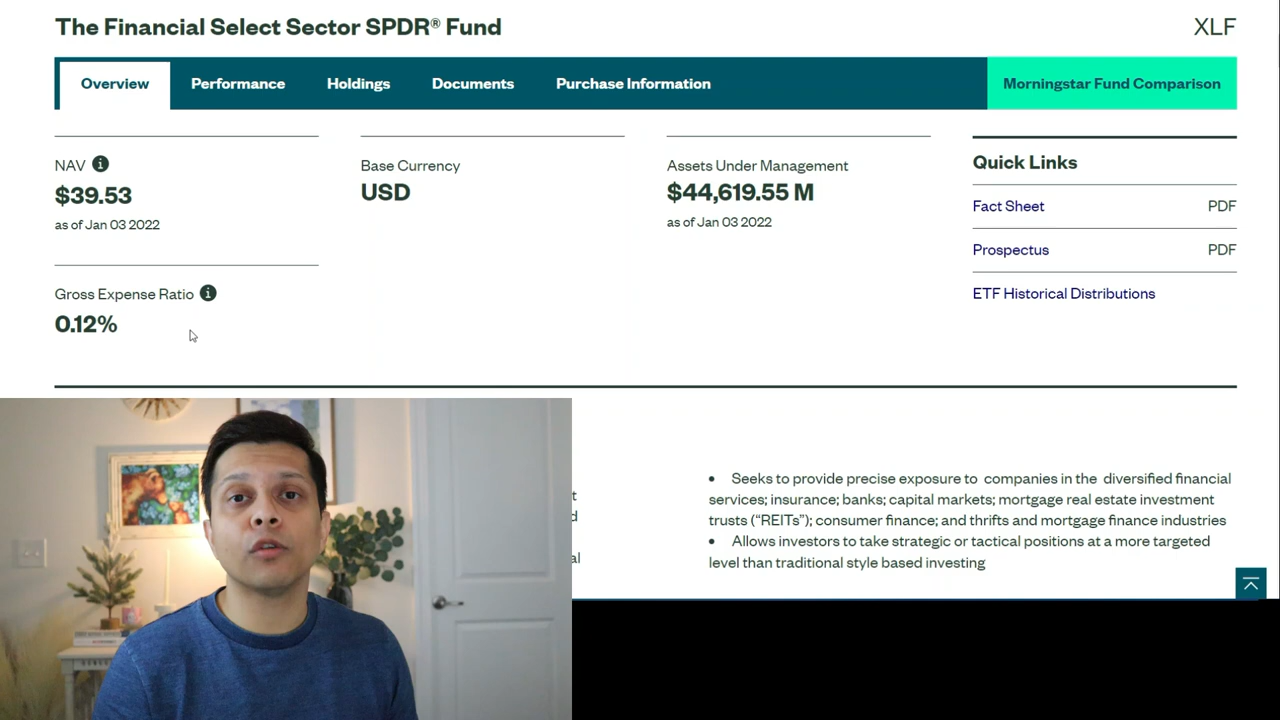 The Financial Select Sector SPDR® Fund
XLF
Overview
Performance
Holdings
Documents
Purchase Information
Morningstar Fund Comparison
NAV
$39.53
as of Jan 03 2022
Base Currency
USD
Assets Under Management
$44,619.55 M
as of Jan 03 2022
Quick Links
Fact Sheet PDF
Prospectus PDF
ETF Historical Distributions
Gross Expense Ratio
0.12%
• Seeks to provide precise exposure to companies in the diversified financial
services; insurance; banks; capital markets; mortgage real estate investment
trusts (“REITs”); consumer finance; and thrifts and mortgage finance industries
• Allows investors to take strategic or tactical positions at a more targeted
level than traditional style based investing